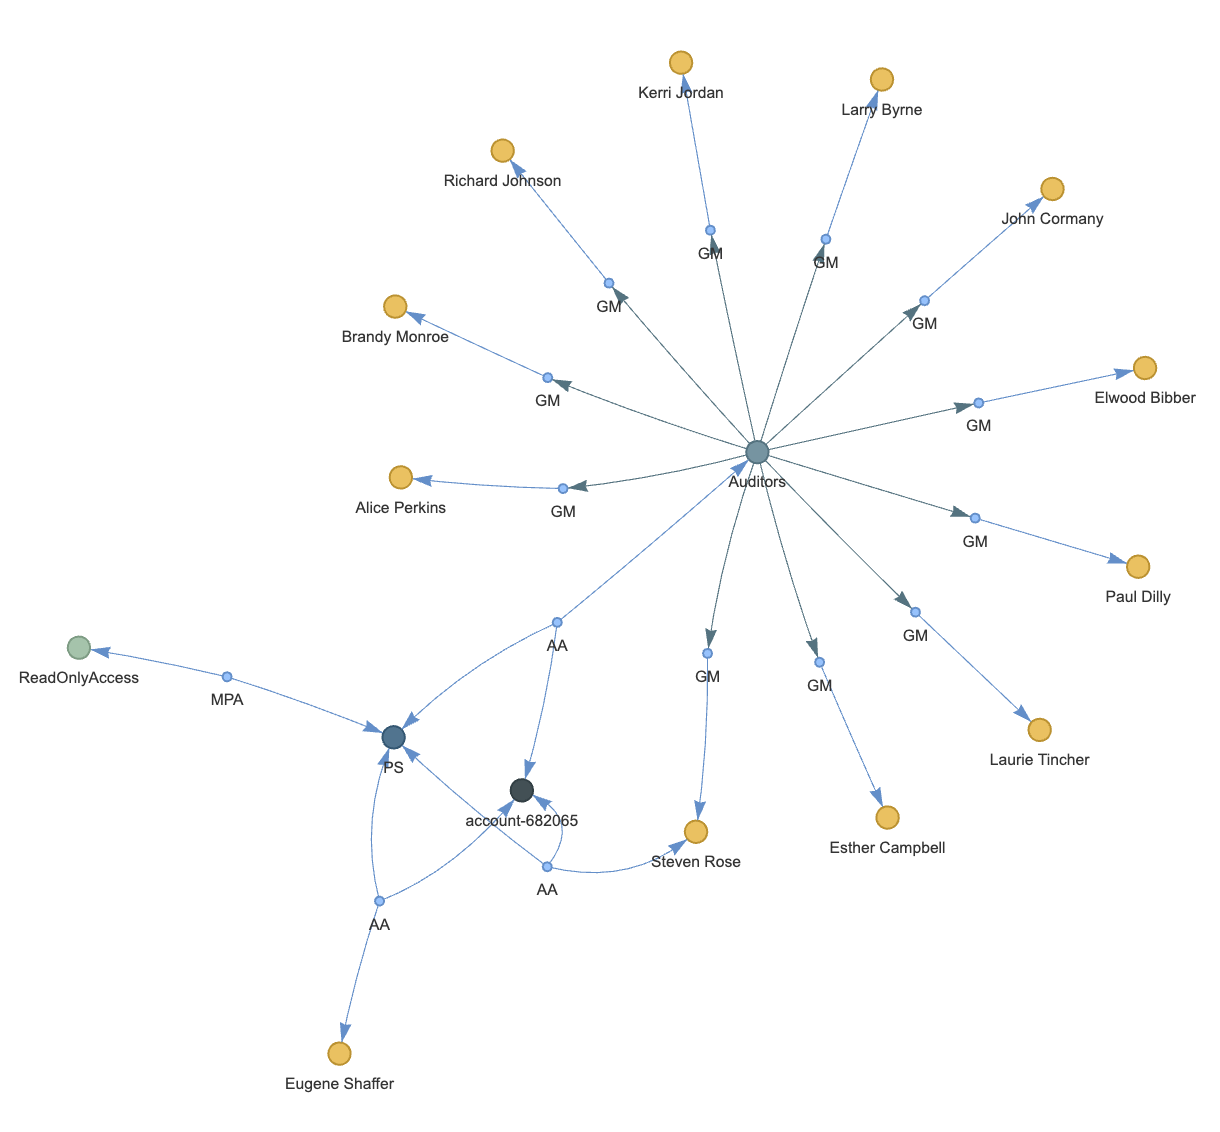 Kerri Jordan
Larry Byrne
Richard Johnson
John Cormany
GM
GM
GM
GM
Brandy Monroe
Elwood Bibber
GM
GM
Auditors
Alice Perkins
GM
GM
Paul Dilly
GM
AA
ReadOnlyAccess
GM
GM
MPA
Laurie Tincher
PS
account-682065
Esther Campbell
Steven Rose
AA
AA
Eugene Shaffer